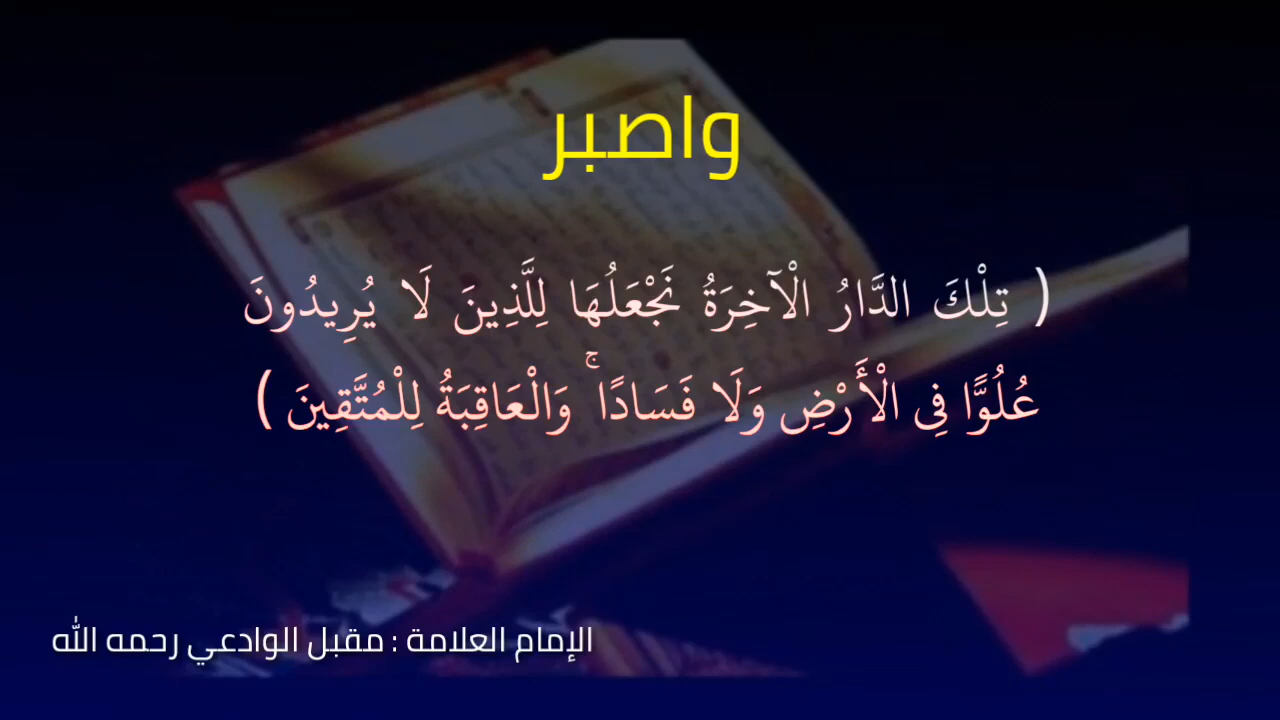 واصبر
( تِلْكَ الدَّارُ الْآخِرَةُ نَجْعَلُهَا لِلَّذِينَ لَا يُرِيدُونَ
عُلُوًّا فِي الْأَرْضِ وَلَا فَسَادًا ۚ وَالْعَاقِبَةُ لِلْمُتَّقِينَ )
الإمام العلامة : مقبل الوادعي رحمه الله